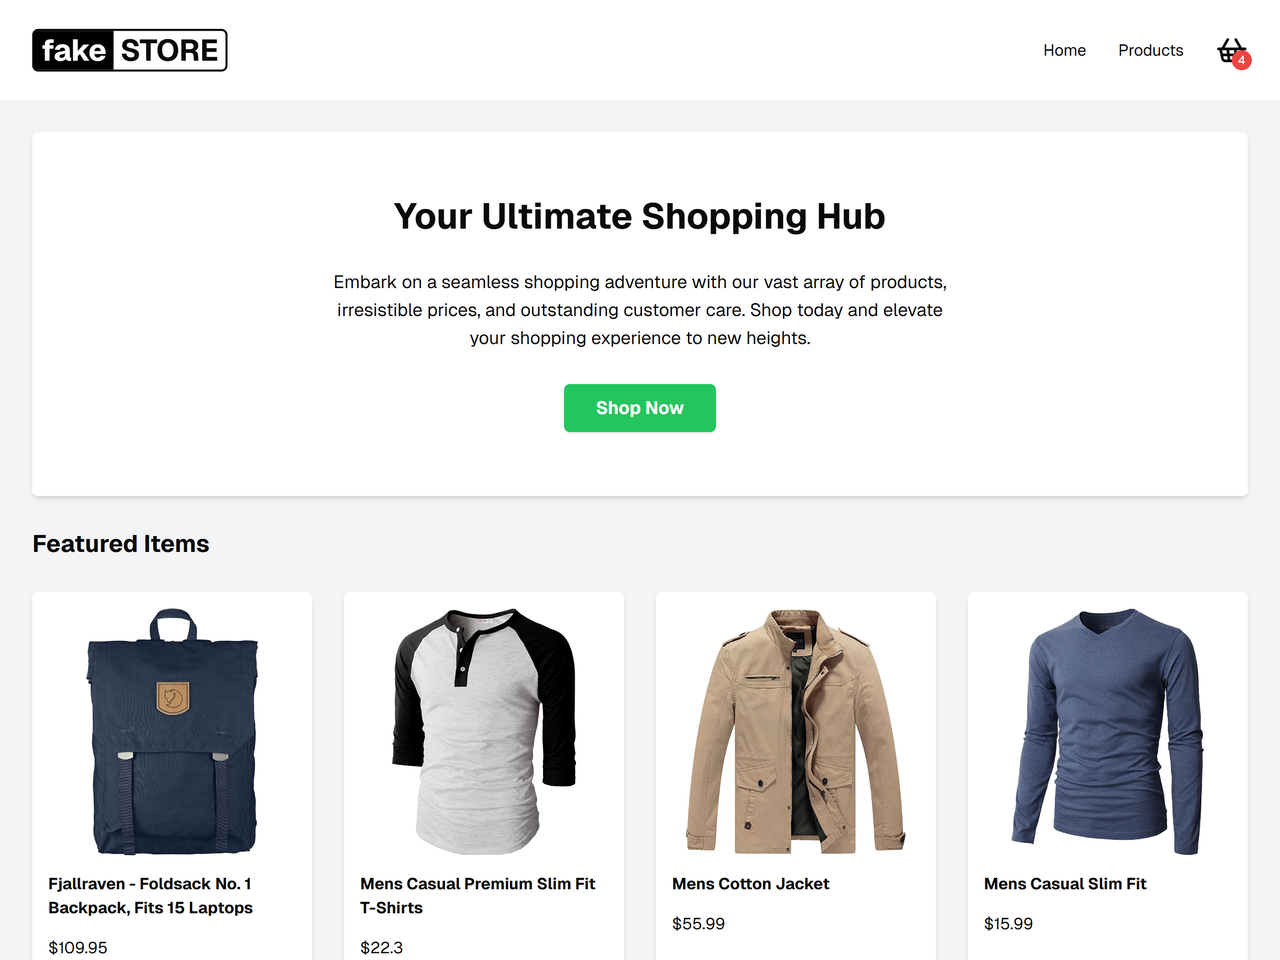 fake STORE
Home
Products
4
Your Ultimate Shopping Hub
Embark on a seamless shopping adventure with our vast array of products,
irresistible prices, and outstanding customer care. Shop today and elevate
your shopping experience to new heights.
Shop Now
Featured Items
Fjallraven - Foldsack No. 1
Backpack, Fits 15 Laptops
$109.95
Mens Casual Premium Slim Fit
T-Shirts
$22.3
Mens Cotton Jacket
$55.99
Mens Casual Slim Fit
$15.99